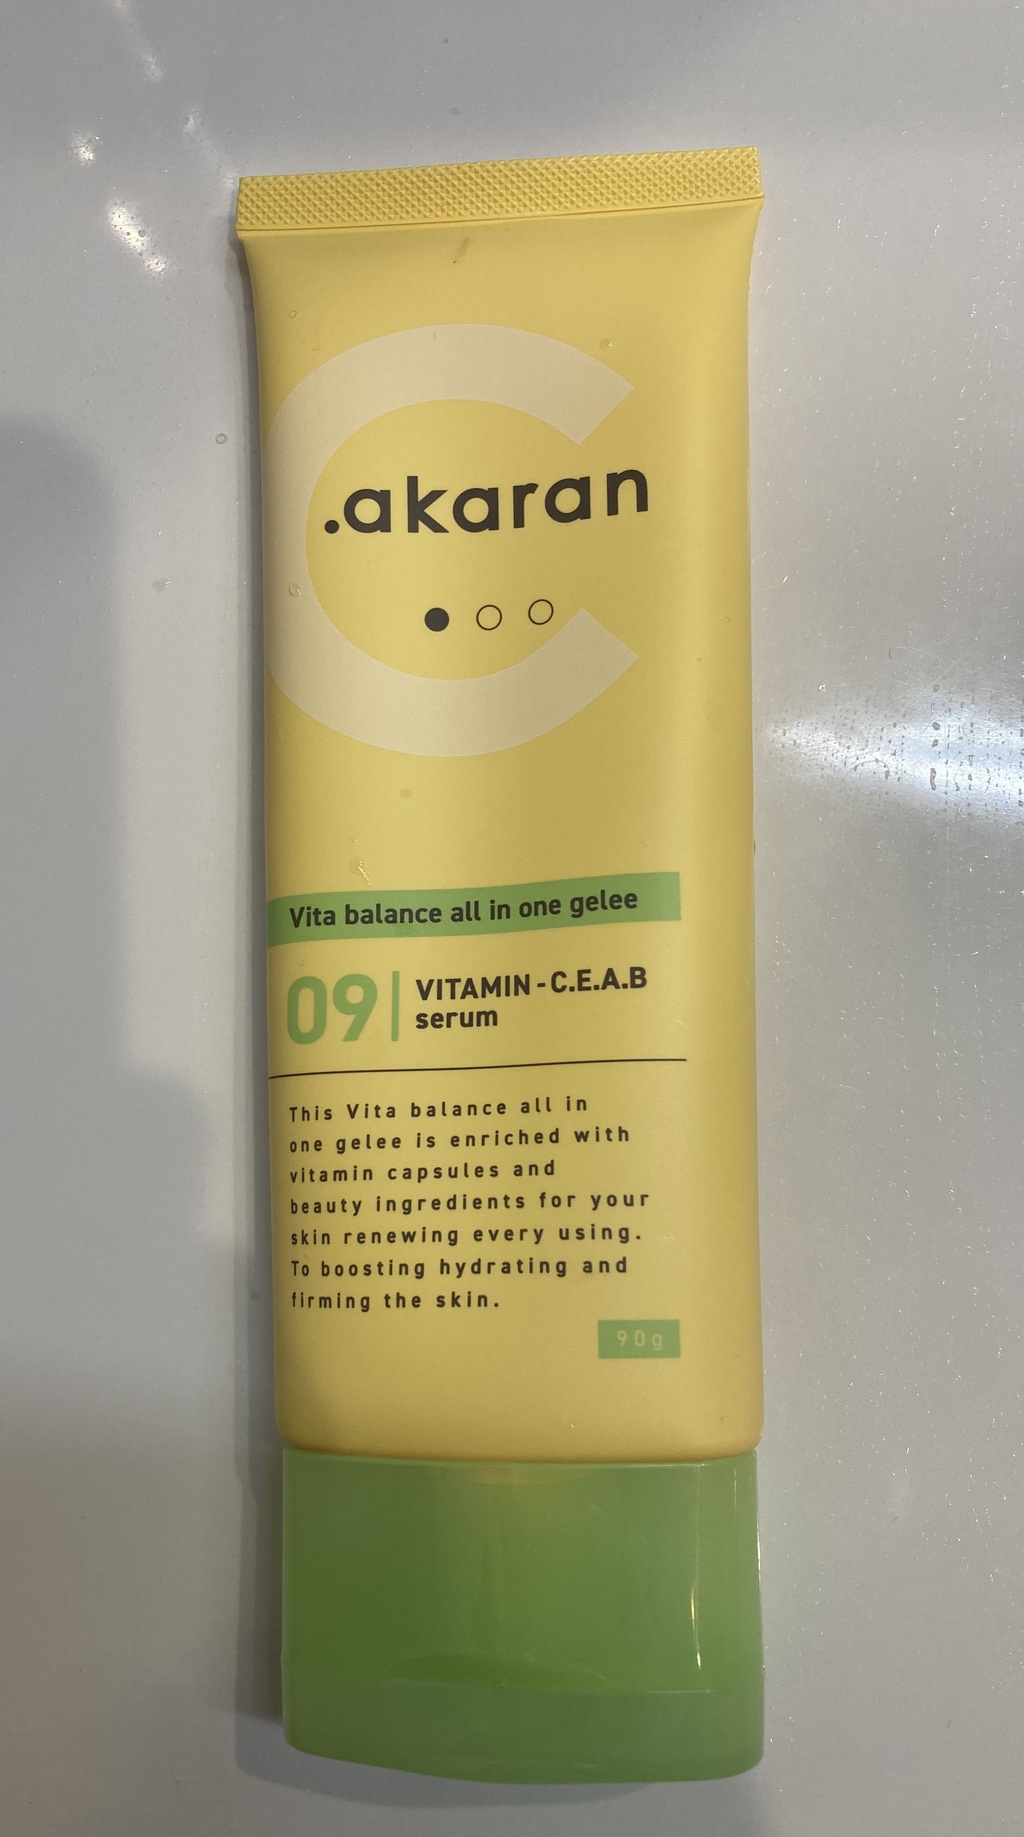 C
.akaran
Vita balance all in one gelee
09 | VITAMIN-C.E.A.B
serum
This Vita balance all in
one gelee is enriched with
vitamin capsules and
beauty ingredients for your
skin renewing every using.
To boosting hydrating and
firming the skin.
90g